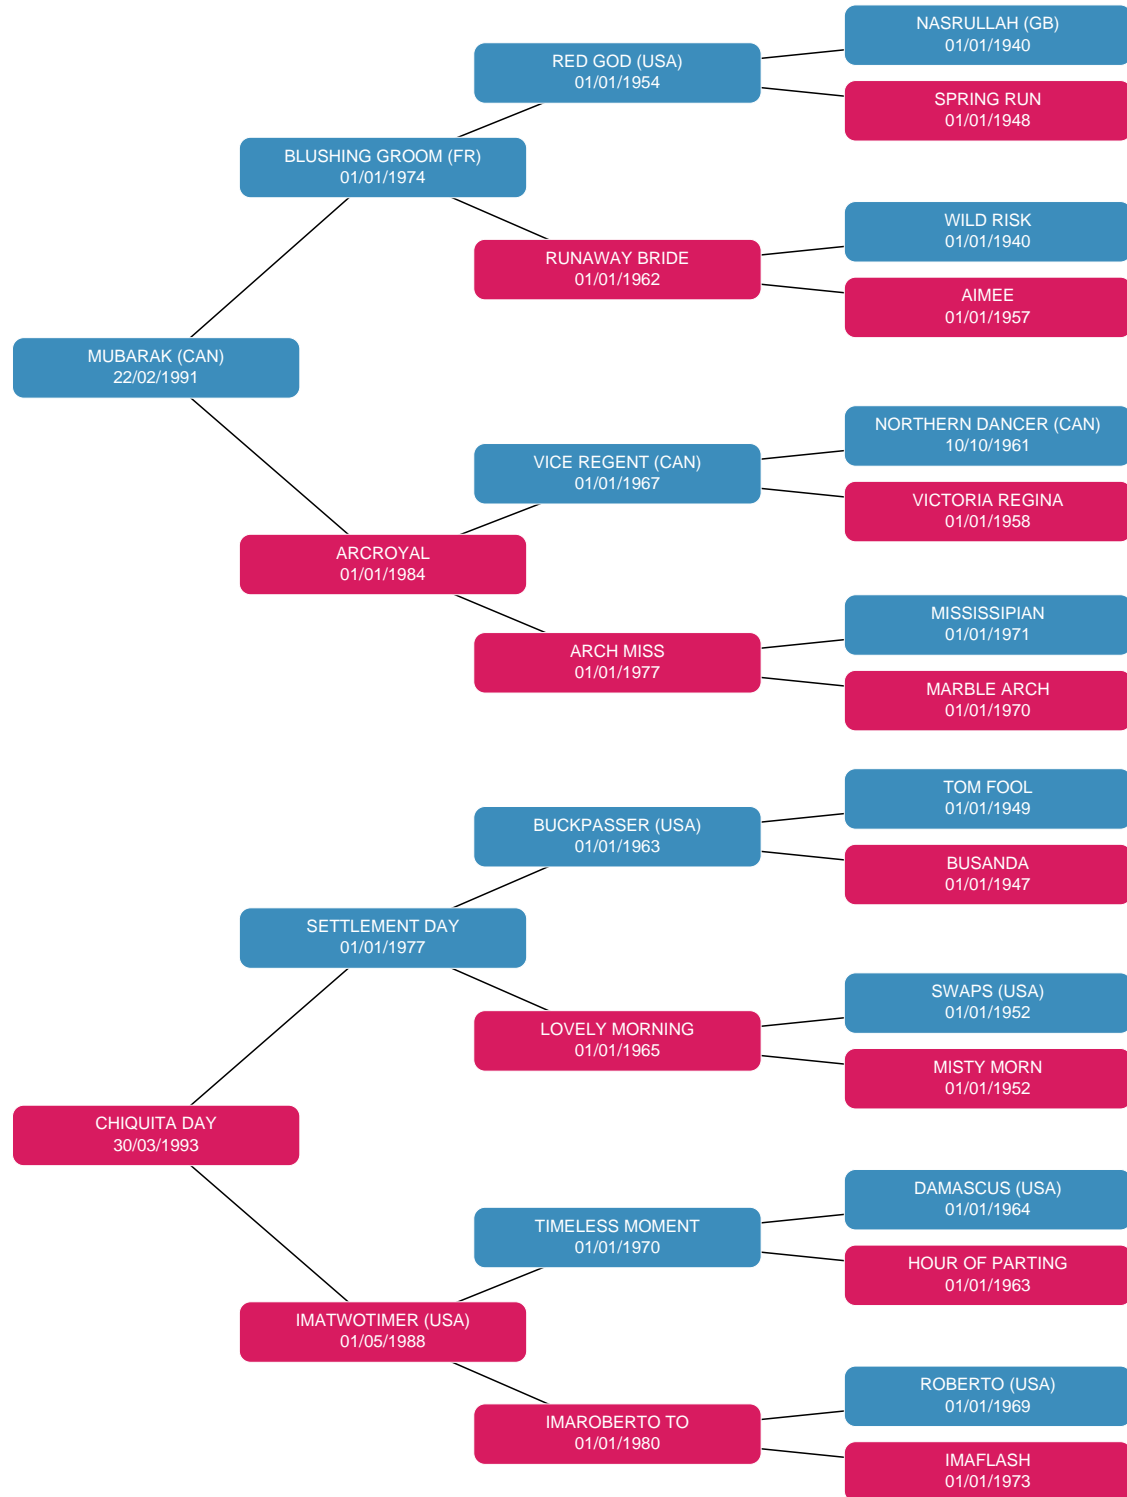 NASRULLAH (GB)
01/01/1940
RED GOD (USA)
01/01/1954
SPRING RUN
01/01/1948
BLUSHING GROOM (FR)
01/01/1974
WILD RISK
01/01/1940
RUNAWAY BRIDE
01/01/1962
AIMEE
01/01/1957
MUBARAK (CAN)
22/02/1991
NORTHERN DANCER (CAN)
10/10/1961
VICE REGENT (CAN)
01/01/1967
VICTORIA REGINA
01/01/1958
ARCROYAL
01/01/1984
MISSISSIPIAN
01/01/1971
ARCH MISS
01/01/1977
MARBLE ARCH
01/01/1970
TOM FOOL
01/01/1949
BUCKPASSER (USA)
01/01/1963
BUSANDA
01/01/1947
SETTLEMENT DAY
01/01/1977
SWAPS (USA)
01/01/1952
LOVELY MORNING
01/01/1965
MISTY MORN
01/01/1952
CHIQUITA DAY
30/03/1993
DAMASCUS (USA)
01/01/1964
TIMELESS MOMENT
01/01/1970
HOUR OF PARTING
01/01/1963
IMATWOTIMER (USA)
01/05/1988
ROBERTO (USA)
01/01/1969
IMAROBERTO TO
01/01/1980
IMAFLASH
01/01/1973